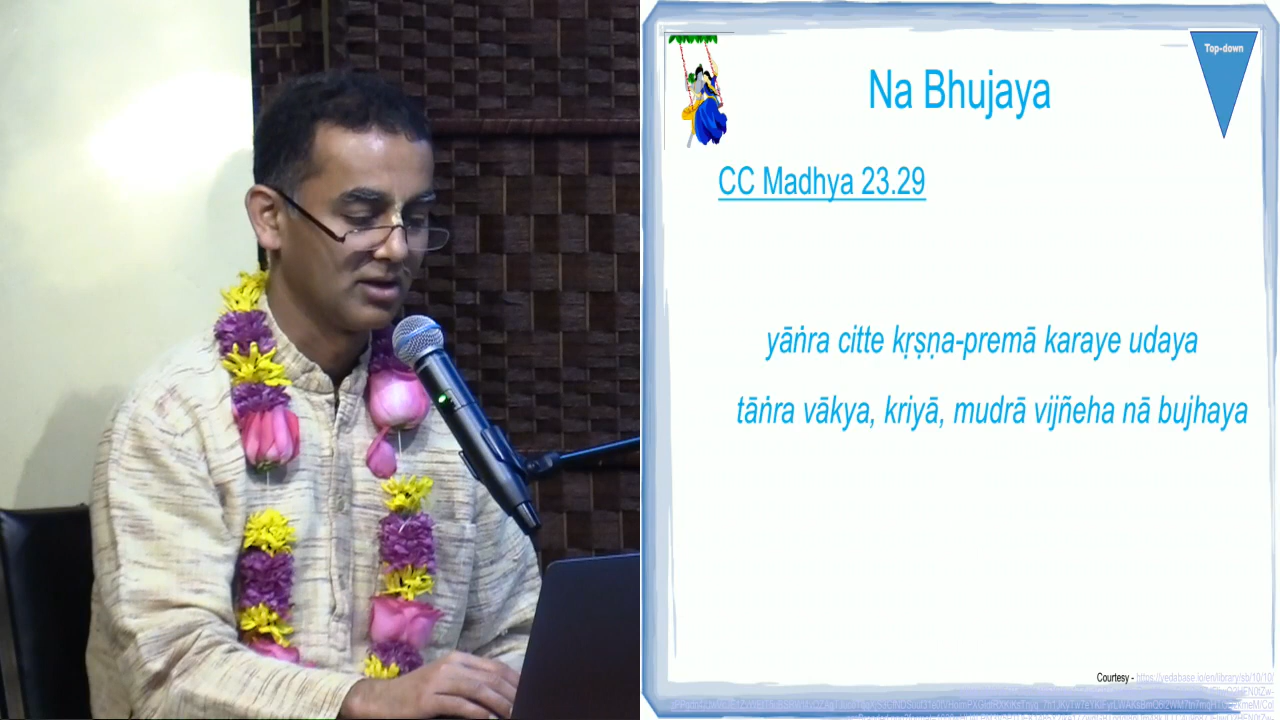 Na Bhujaya
Top-down
CC Madhya 23.29
yāṅra citte kṛṣṇa-premā karaye udaya
tāṅra vākya, kriyā, mudrā vijñeha nā bujhaya
Courtesy - https://vedabase.io/en/library/sb/10/10/